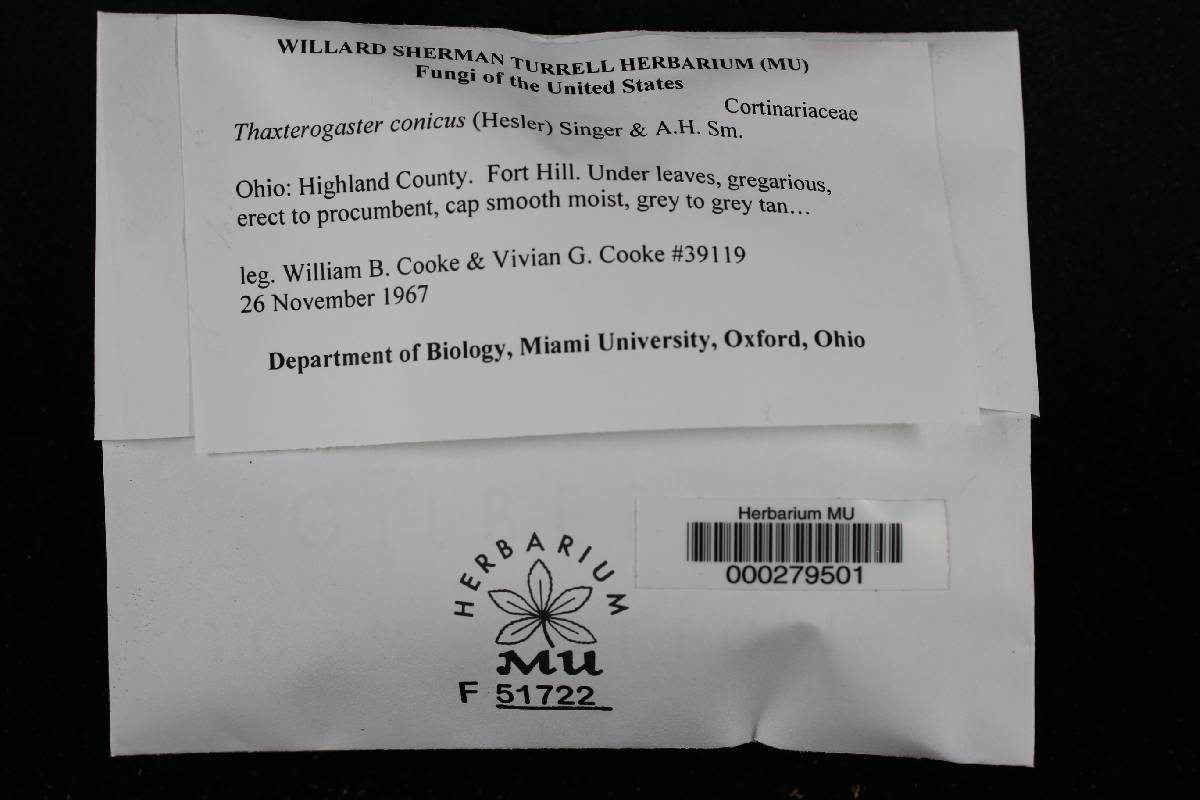 WILLARD SHERMAN TURRELL HERBARIUM (MU)
Fungi of the United States
Cortinariaceae
Thaxterogaster conicus (Hesler) Singer & A.H. Sm.
Ohio: Highland County. Fort Hill. Under leaves, gregarious,
erect to procumbent, cap smooth moist, grey to grey tan…
leg. William B. Cooke & Vivian G. Cooke #39119
26 November 1967
Department of Biology, Miami University, Oxford, Ohio
Herbarium MU
000279501
HERBARIUM
MU
F 51722